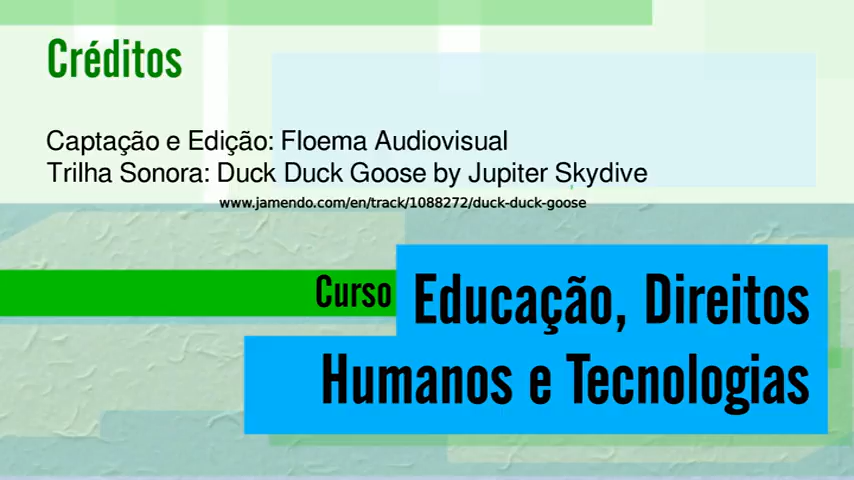 Créditos
Captação e Edição: Floema Audiovisual
Trilha Sonora: Duck Duck Goose by Jupiter Skydive
www.jamendo.com/en/track/1088272/duck-duck-goose
Curso Educação, Direitos
Humanos e Tecnologias